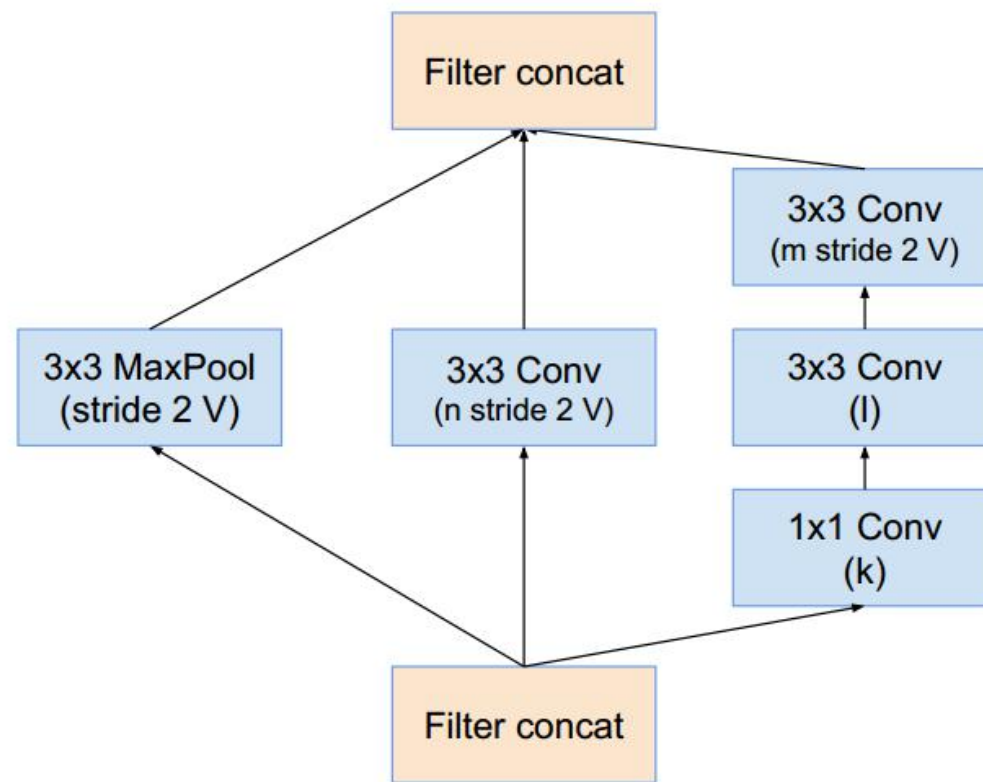 Filter concat
3x3 Conv
(m stride 2 V)
3x3 MaxPool
(stride 2 V)
3x3 Conv
(n stride 2 V)
3x3 Conv
(l)
1x1 Conv
(k)
Filter concat